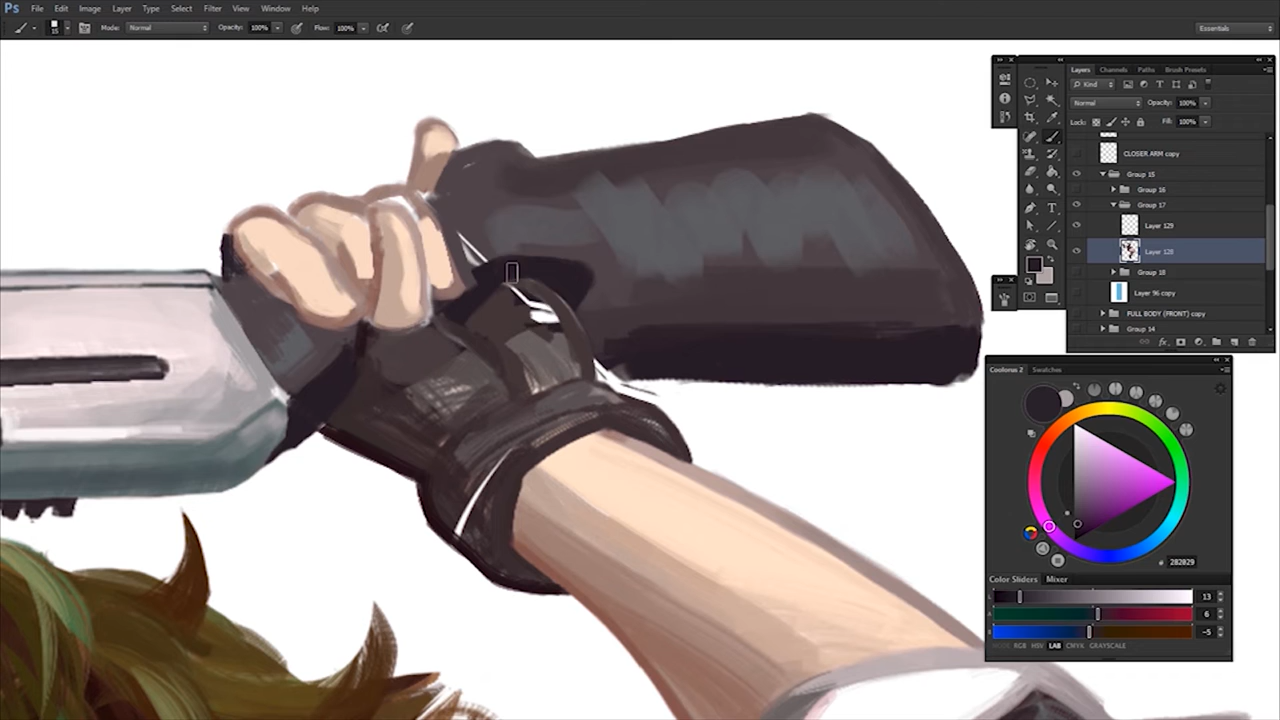 Ps File Edit Image Layer Type Select Filter View Window Help
15 Mode: Normal Opacity: 100% Flow: 100% Essentials
Layers Channels Paths Brush Presets
Kind
Normal Opacity: 100%
Lock: Fill: 100%
CLOSER ARM copy
Group 15
Group 16
Group 17
Layer 129
Layer 128
Group 18
Layer 96 copy
FULL BODY (FRONT) copy
Group 14
Coolorus 2 Swatches
# 282029
Color Sliders Mixer
L 13
A 6
B -5
RGB HSV LAB CMYK GRAYSCALE